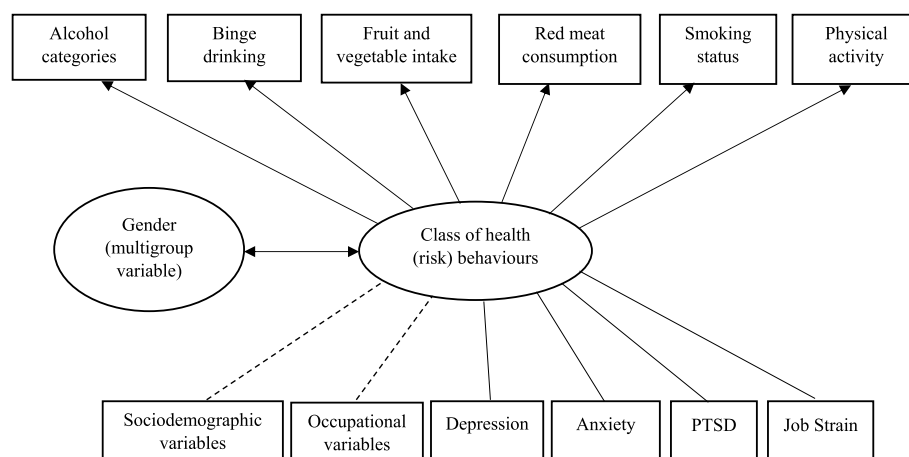 Alcohol
categories
Binge
drinking
Fruit and
vegetable intake
Red meat
consumption
Smoking
status
Physical
activity
Gender
(multigroup
variable)
Class of health
(risk) behaviours
Sociodemographic
variables
Occupational
variables
Depression
Anxiety
PTSD
Job Strain